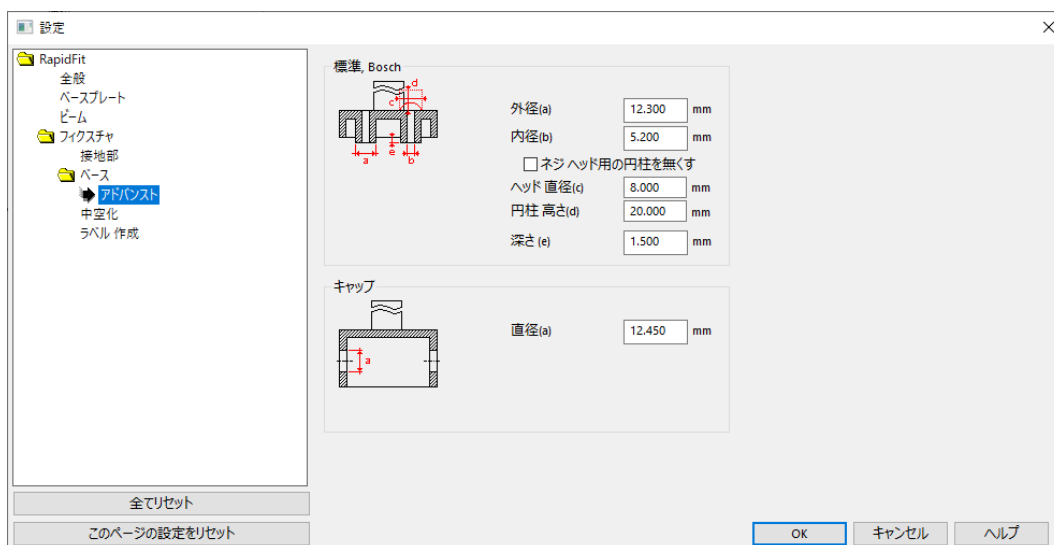 設定
RapidFit
全般
ベースプレート
ビーム
フィクスチャ
接地部
ベース
アドバンスト
中空化
ラベル 作成
全てリセット
このページの設定をリセット
標準, Bosch
d
c
a
e
b
外径(a) 12.300 mm
内径(b) 5.200 mm
ネジ ヘッド用の円柱を無くす
ヘッド 直径(c) 8.000 mm
円柱 高さ(d) 20.000 mm
深さ(e) 1.500 mm
キャップ
a
直径(a) 12.450 mm
OK キャンセル ヘルプ